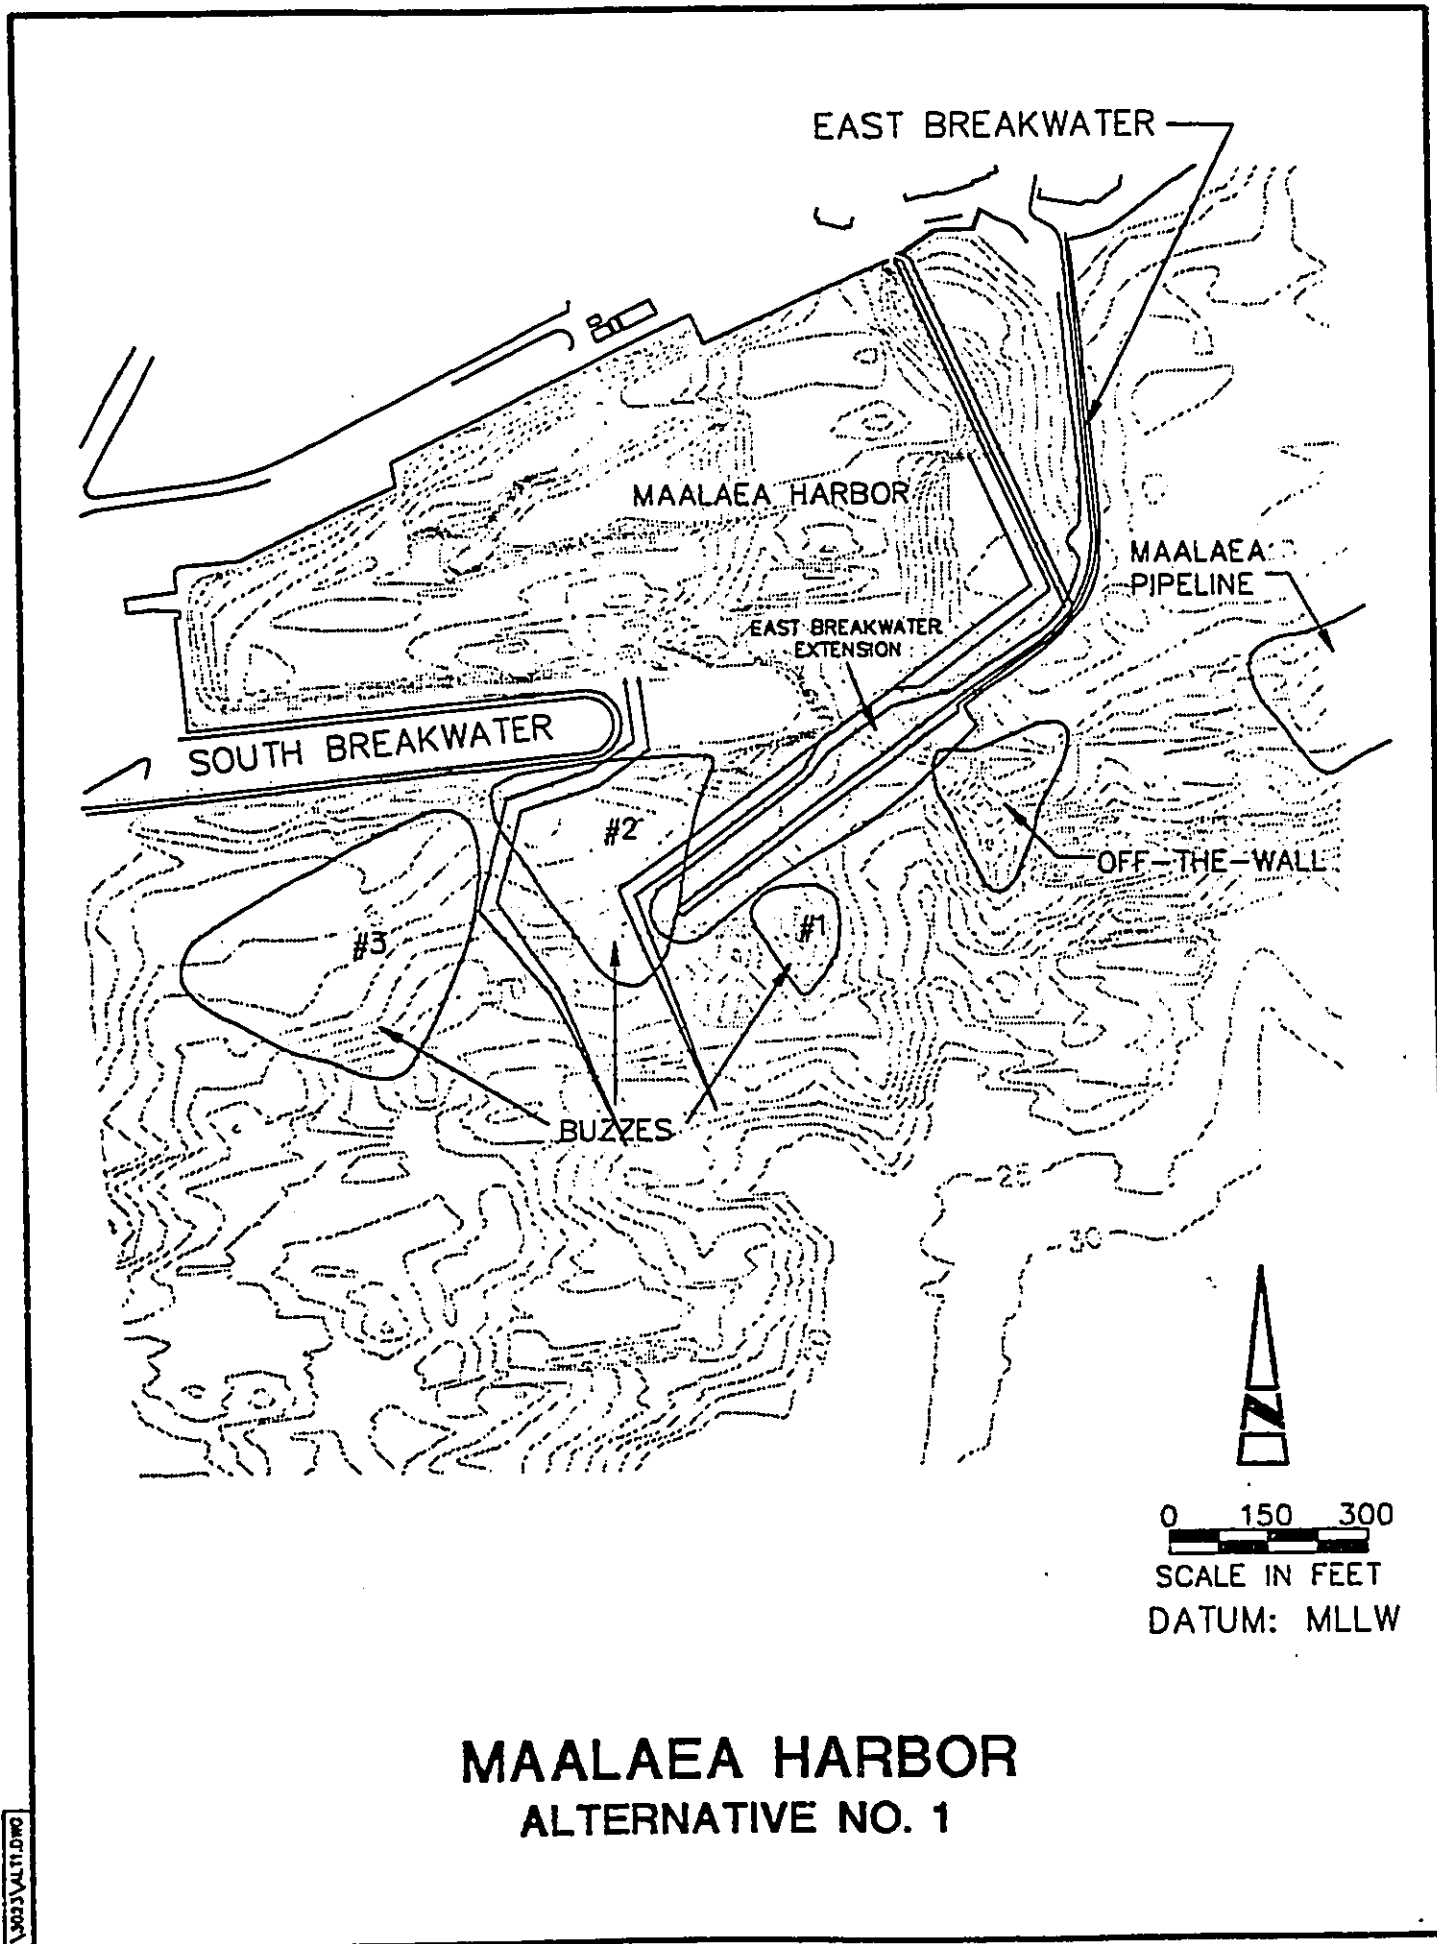 EAST BREAKWATER
MAALAEA HARBOR
MAALAEA
PIPELINE
EAST BREAKWATER
EXTENSION
SOUTH BREAKWATER
#2
OFF-THE-WALL
#1
#3
BUZZES
25
30
N
0 150 300
SCALE IN FEET
DATUM: MLLW
MAALAEA HARBOR
ALTERNATIVE NO. 1